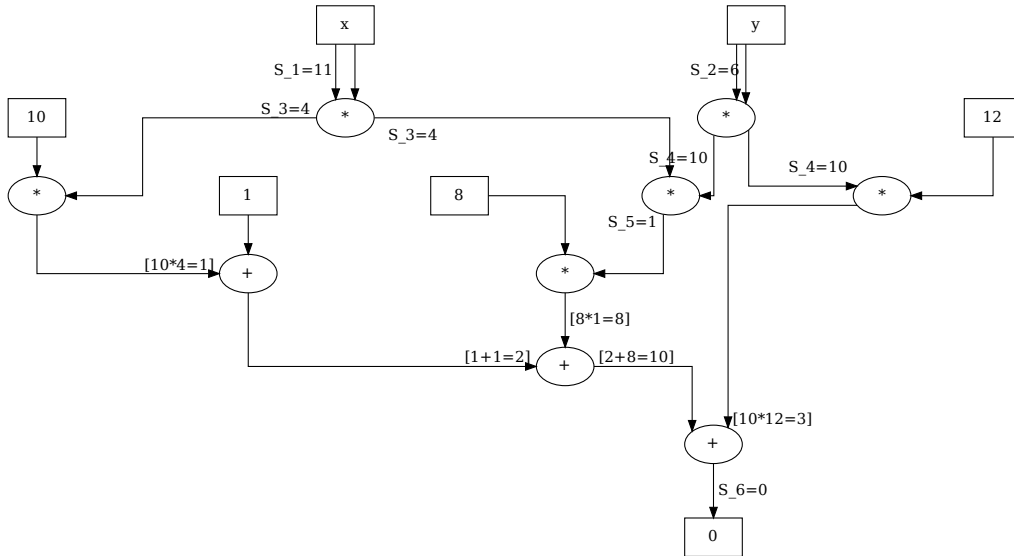 x
y
S_1=11
S_2=6
10
S_3=4
*
S_3=4
*
12
*
1
8
S_4=10
*
S_4=10
*
S_5=1
[10*4=1]
+
*
[8*1=8]
[1+1=2]
+
[2+8=10]
[10*12=3]
+
S_6=0
0